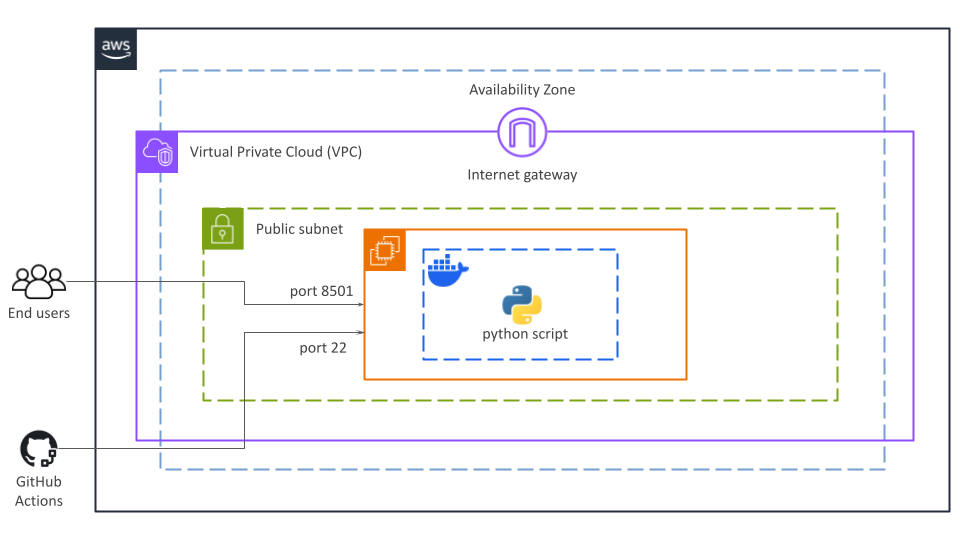 aws
Availability Zone
Virtual Private Cloud (VPC)
Internet gateway
Public subnet
port 8501
End users
python script
port 22
GitHub
Actions